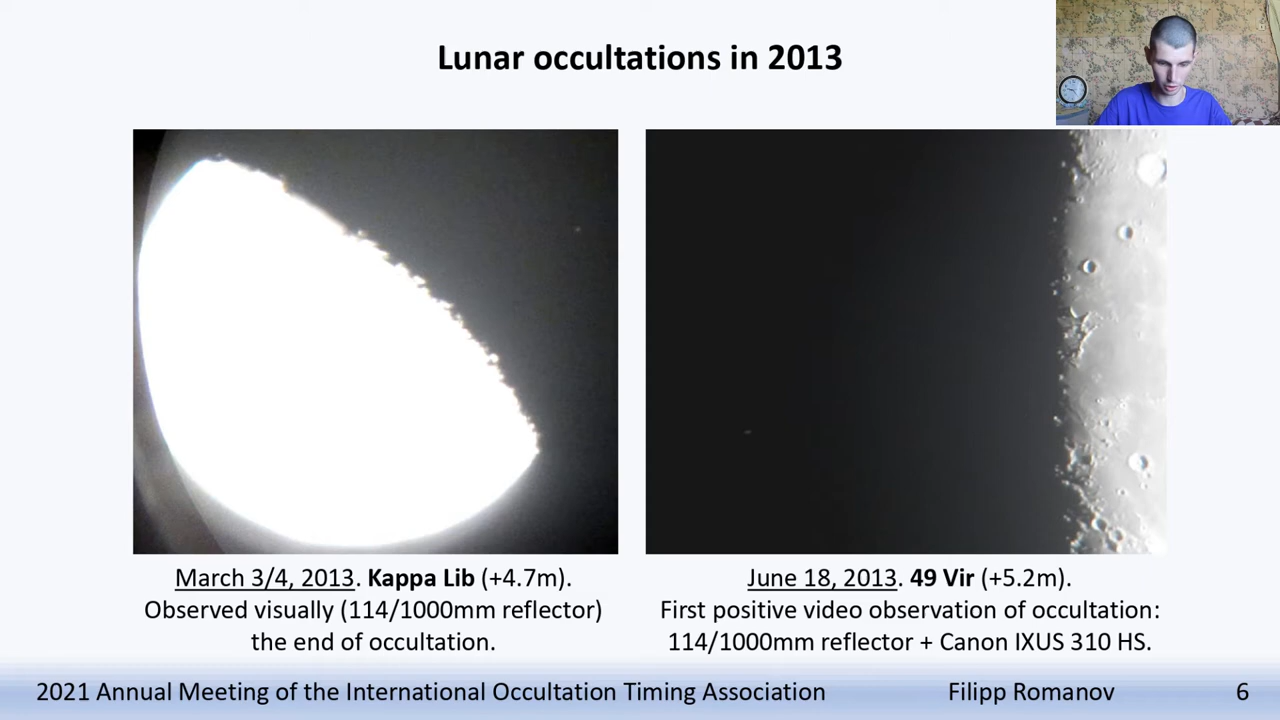 Lunar occultations in 2013
March 3/4, 2013. Kappa Lib (+4.7m).
Observed visually (114/1000mm reflector)
the end of occultation.
June 18, 2013. 49 Vir (+5.2m).
First positive video observation of occultation:
114/1000mm reflector + Canon IXUS 310 HS.
2021 Annual Meeting of the International Occultation Timing Association
Filipp Romanov
6